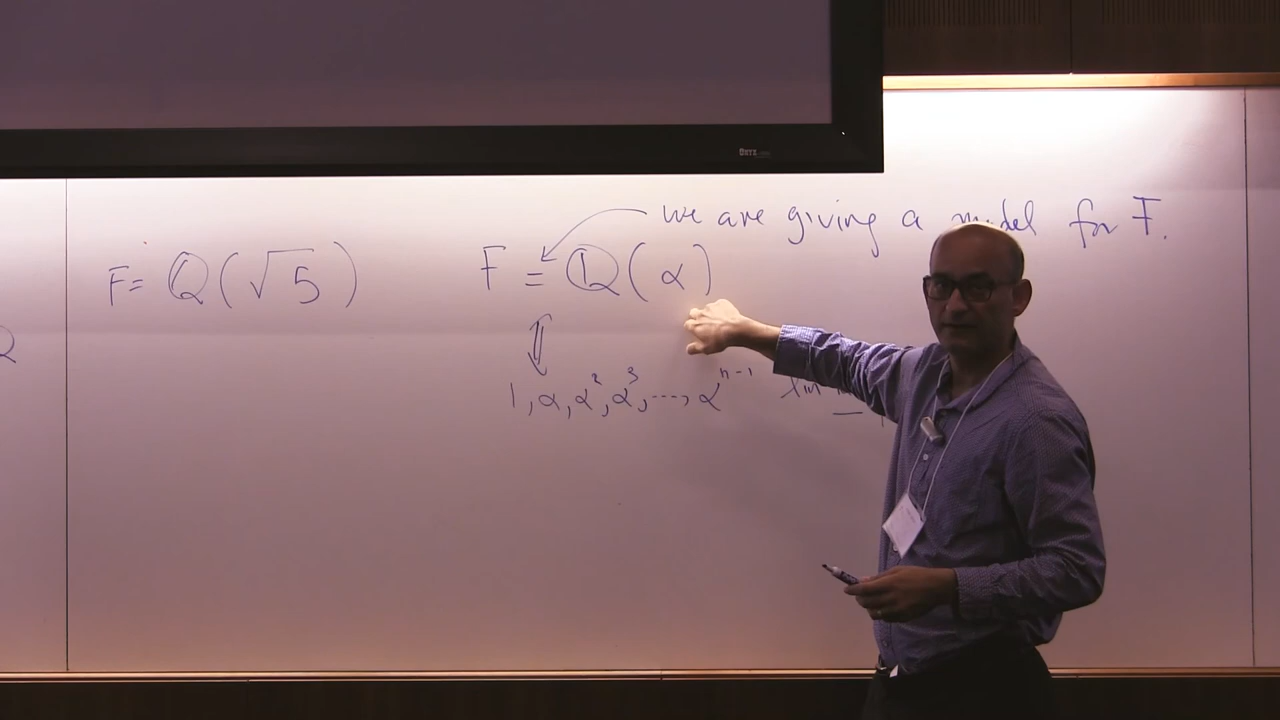 we are giving a model for F.
F = Q(√5)
F = Q(α)
1, α, α², α³, ..., αⁿ⁻¹